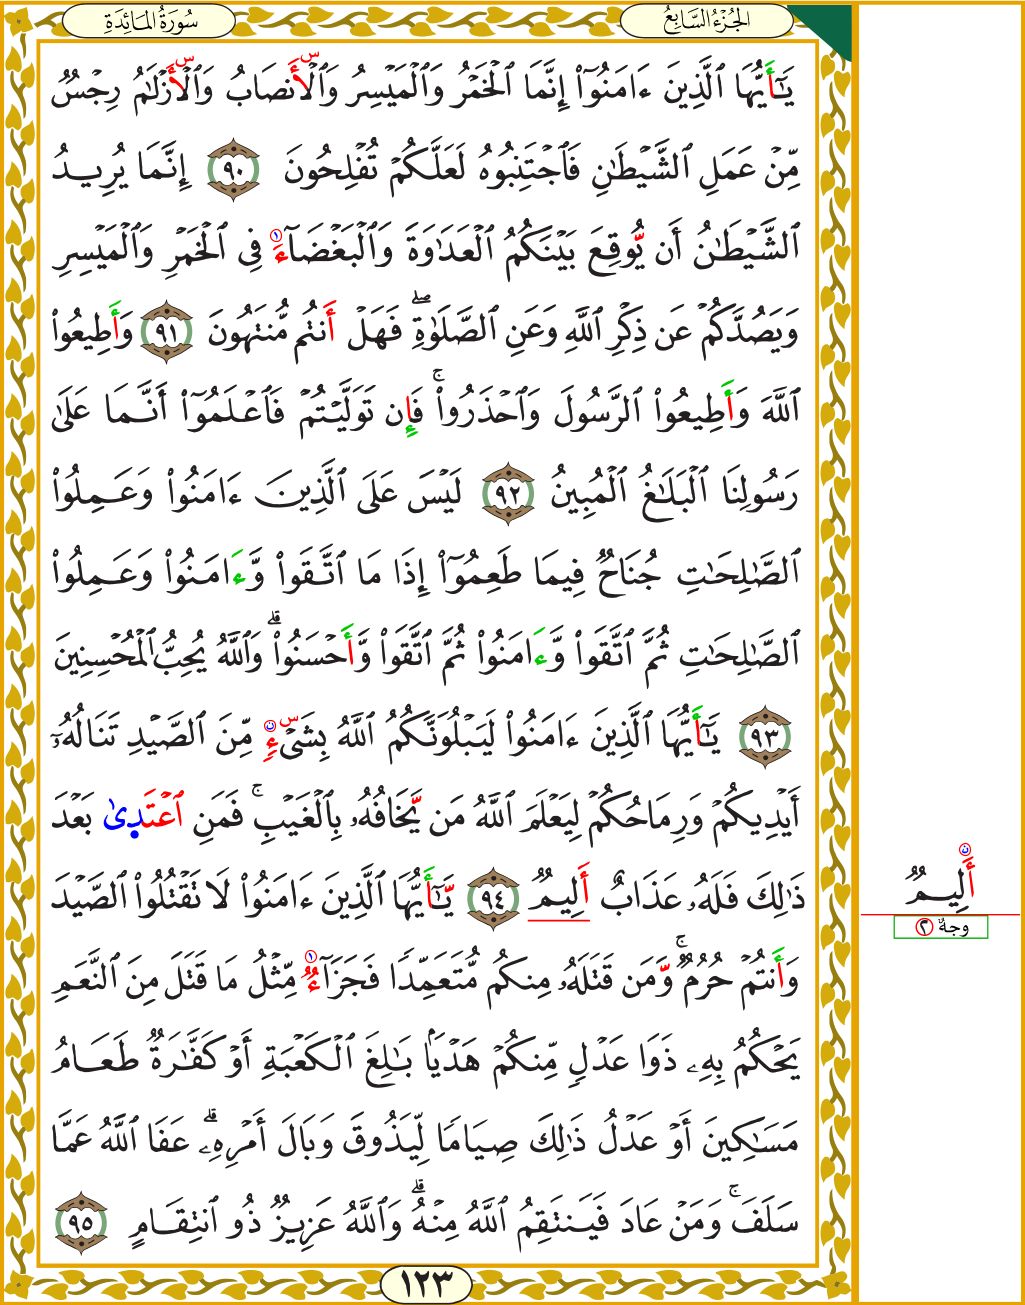 الجُزْءُ السَّابِعُ
سُورَةُ المَائِدَةِ
يَـٰٓأَيُّهَا ٱلَّذِينَ ءَامَنُوٓا۟ إِنَّمَا ٱلْخَمْرُ وَٱلْمَيْسِرُ وَٱلْأَنصَابُ وَٱلْأَزْلَـٰمُ رِجْسٌ
مِّنْ عَمَلِ ٱلشَّيْطَـٰنِ فَٱجْتَنِبُوهُ لَعَلَّكُمْ تُفْلِحُونَ ٩٠ إِنَّمَا يُرِيدُ
ٱلشَّيْطَـٰنُ أَن يُّوقِعَ بَيْنَكُمُ ٱلْعَدَٰوَةَ وَٱلْبَغْضَآءَ فِى ٱلْخَمْرِ وَٱلْمَيْسِرِ
وَيَصُدَّكُمْ عَن ذِكْرِ ٱللَّهِ وَعَنِ ٱلصَّلَوٰةِ ۖ فَهَلْ أَنتُم مُّنتَهُونَ ٩١ وَأَطِيعُوا۟
ٱللَّهَ وَأَطِيعُوا۟ ٱلرَّسُولَ وَٱحْذَرُوا۟ ۚ فَإِن تَوَلَّيْتُمْ فَٱعْلَمُوٓا۟ أَنَّمَا عَلَىٰ
رَسُولِنَا ٱلْبَلَـٰغُ ٱلْمُبِينُ ٩٢ لَيْسَ عَلَى ٱلَّذِينَ ءَامَنُوا۟ وَعَمِلُوا۟
ٱلصَّـٰلِحَـٰتِ جُنَاحٌ فِيمَا طَعِمُوٓا۟ إِذَا مَا ٱتَّقَوا۟ وَّءَامَنُوا۟ وَعَمِلُوا۟
ٱلصَّـٰلِحَـٰتِ ثُمَّ ٱتَّقَوا۟ وَّءَامَنُوا۟ ثُمَّ ٱتَّقَوا۟ وَّأَحْسَنُوا۟ ۗ وَٱللَّهُ يُحِبُّ ٱلْمُحْسِنِينَ
٩٣ يَـٰٓأَيُّهَا ٱلَّذِينَ ءَامَنُوا۟ لَيَبْلُوَنَّكُمُ ٱللَّهُ بِشَىْءٍ مِّنَ ٱلصَّيْدِ تَنَالُهُۥٓ
أَيْدِيكُمْ وَرِمَاحُكُمْ لِيَعْلَمَ ٱللَّهُ مَن يَّخَافُهُۥ بِٱلْغَيْبِ ۚ فَمَنِ ٱعْتَدَىٰ بَعْدَ
ذَٰلِكَ فَلَهُۥ عَذَابٌ أَلِيمٌ ٩٤ يَّـٰٓأَيُّهَا ٱلَّذِينَ ءَامَنُوا۟ لَا تَقْتُلُوا۟ ٱلصَّيْدَ
وَأَنتُمْ حُرُمٌ ۚ وَّمَن قَتَلَهُۥ مِنكُم مُّتَعَمِّدًا فَجَزَآءٌ مِّثْلُ مَا قَتَلَ مِنَ ٱلنَّعَمِ
يَحْكُمُ بِهِۦ ذَوَا عَدْلٍ مِّنكُمْ هَدْيًۢا بَـٰلِغَ ٱلْكَعْبَةِ أَوْ كَفَّـٰرَةٌ طَعَامُ
مَسَـٰكِينَ أَوْ عَدْلُ ذَٰلِكَ صِيَامًا لِّيَذُوقَ وَبَالَ أَمْرِهِۦ ۗ عَفَا ٱللَّهُ عَمَّا
سَلَفَ ۚ وَمَنْ عَادَ فَيَنتَقِمُ ٱللَّهُ مِنْهُ ۗ وَٱللَّهُ عَزِيزٌ ذُو ٱنتِقَامٍ ٩٥
١٢٣
أَلِيمٌ
وجهٌ ٢